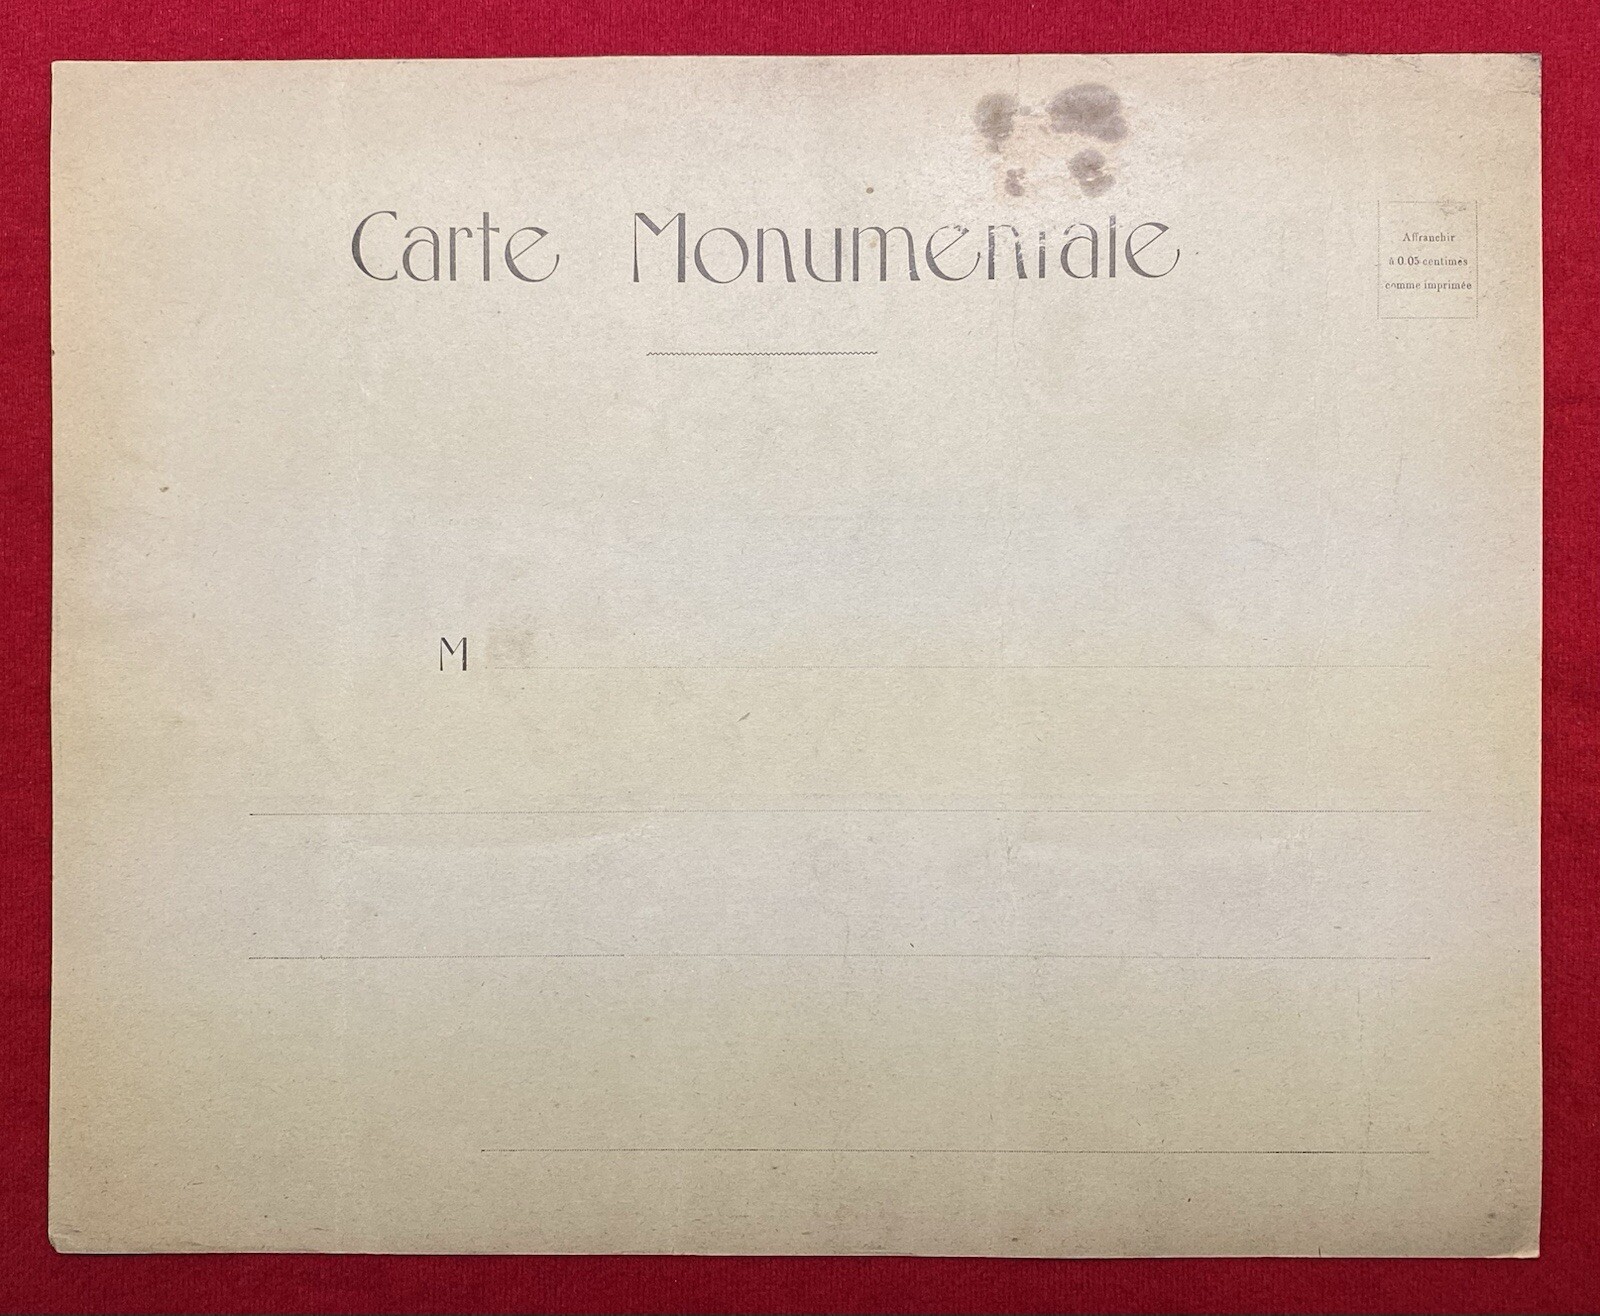 Carte Monumentale
Affranchir
à 0.05 centimes
comme imprimée
M